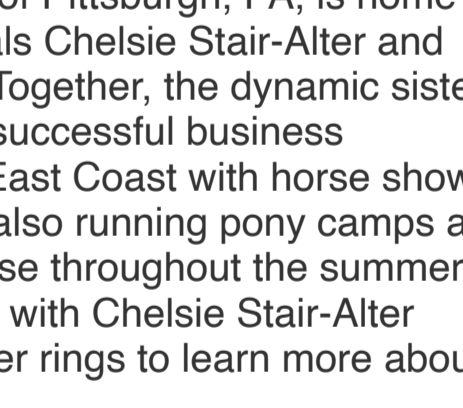 of Pittsburgh, PA, is home
ls Chelsie Stair-Alter and
Together, the dynamic siste
successful business
East Coast with horse show
also running pony camps a
se throughout the summer
with Chelsie Stair-Alter
er rings to learn more abou